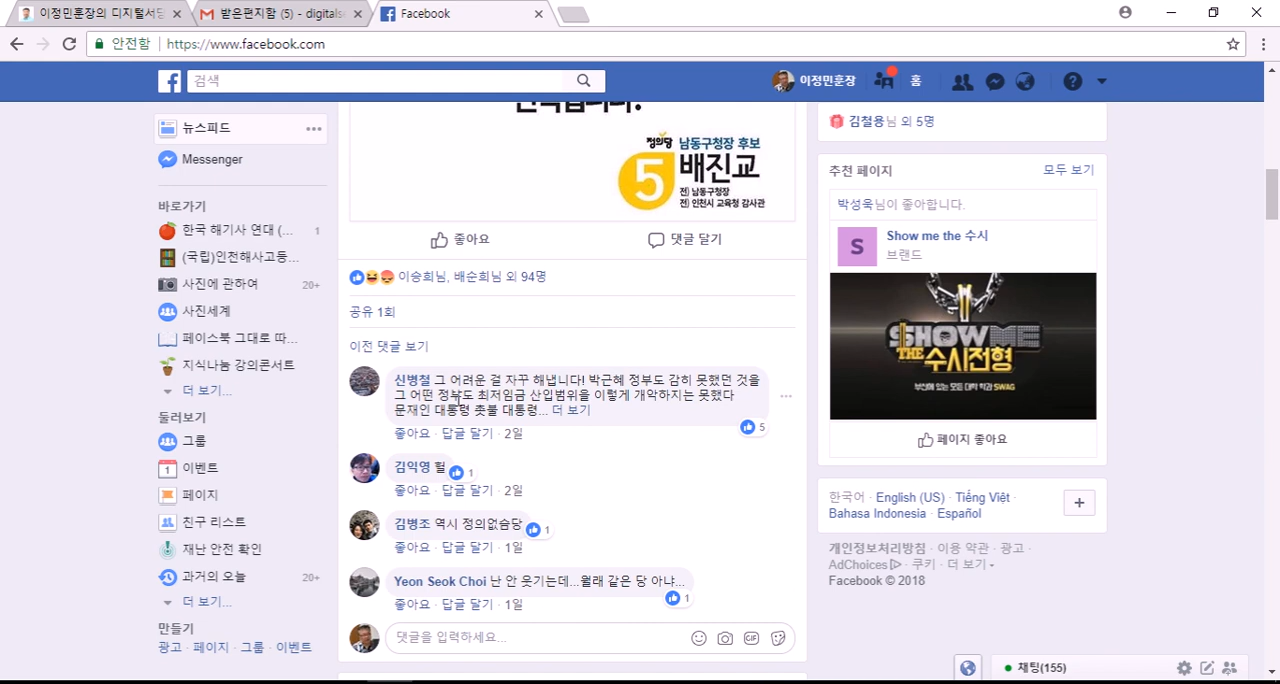 이정민훈장의 디지털서당
받은편지함 (5) - digitalse
Facebook
안전함
https://www.facebook.com
검색
이정민훈장
홈
뉴스피드
Messenger
바로가기
한국 해기사 연대 (... 1
(국립)인천해사고등...
사진에 관하여 20+
사진세계
페이스북 그대로 따...
지식나눔 강의콘서트
더 보기...
둘러보기
그룹
이벤트
페이지
친구 리스트
재난 안전 확인
과거의 오늘 20+
더 보기...
만들기
광고 · 페이지 · 그룹 · 이벤트
정의당 남동구청장 후보
5 배진교
전) 남동구청장
전) 인천시 교육청 감사관
좋아요 댓글 달기
이승희님, 배순희님 외 94명
공유 1회
이전 댓글 보기
신병철 그 어려운 걸 자꾸 해냅니다! 박근혜 정부도 감히 못했던 것을
그 어떤 정부도 최저임금 산입범위을 이렇게 개악하지는 못했다
문재인 대통령 촛불 대통령... 더 보기
5
좋아요 · 답글 달기 · 2일
김익영 헐
1
좋아요 · 답글 달기 · 2일
김병조 역시 정의없슴당
1
좋아요 · 답글 달기 · 1일
Yeon Seok Choi 난 안 웃기는데...월래 같은 당 아냐...
1
좋아요 · 답글 달기 · 1일
댓글을 입력하세요...
GIF
김철용님 외 5명
추천 페이지 모두 보기
박성욱님이 좋아합니다.
S
Show me the 수시
브랜드
SHOW ME
THE 수시전형
부산에 있는 모든 대학 학과 SWAG
페이지 좋아요
한국어 · English (US) · Tiếng Việt ·
Bahasa Indonesia · Español
개인정보처리방침 · 이용 약관 · 광고 ·
AdChoices · 쿠키 · 더 보기
Facebook © 2018
채팅(155)